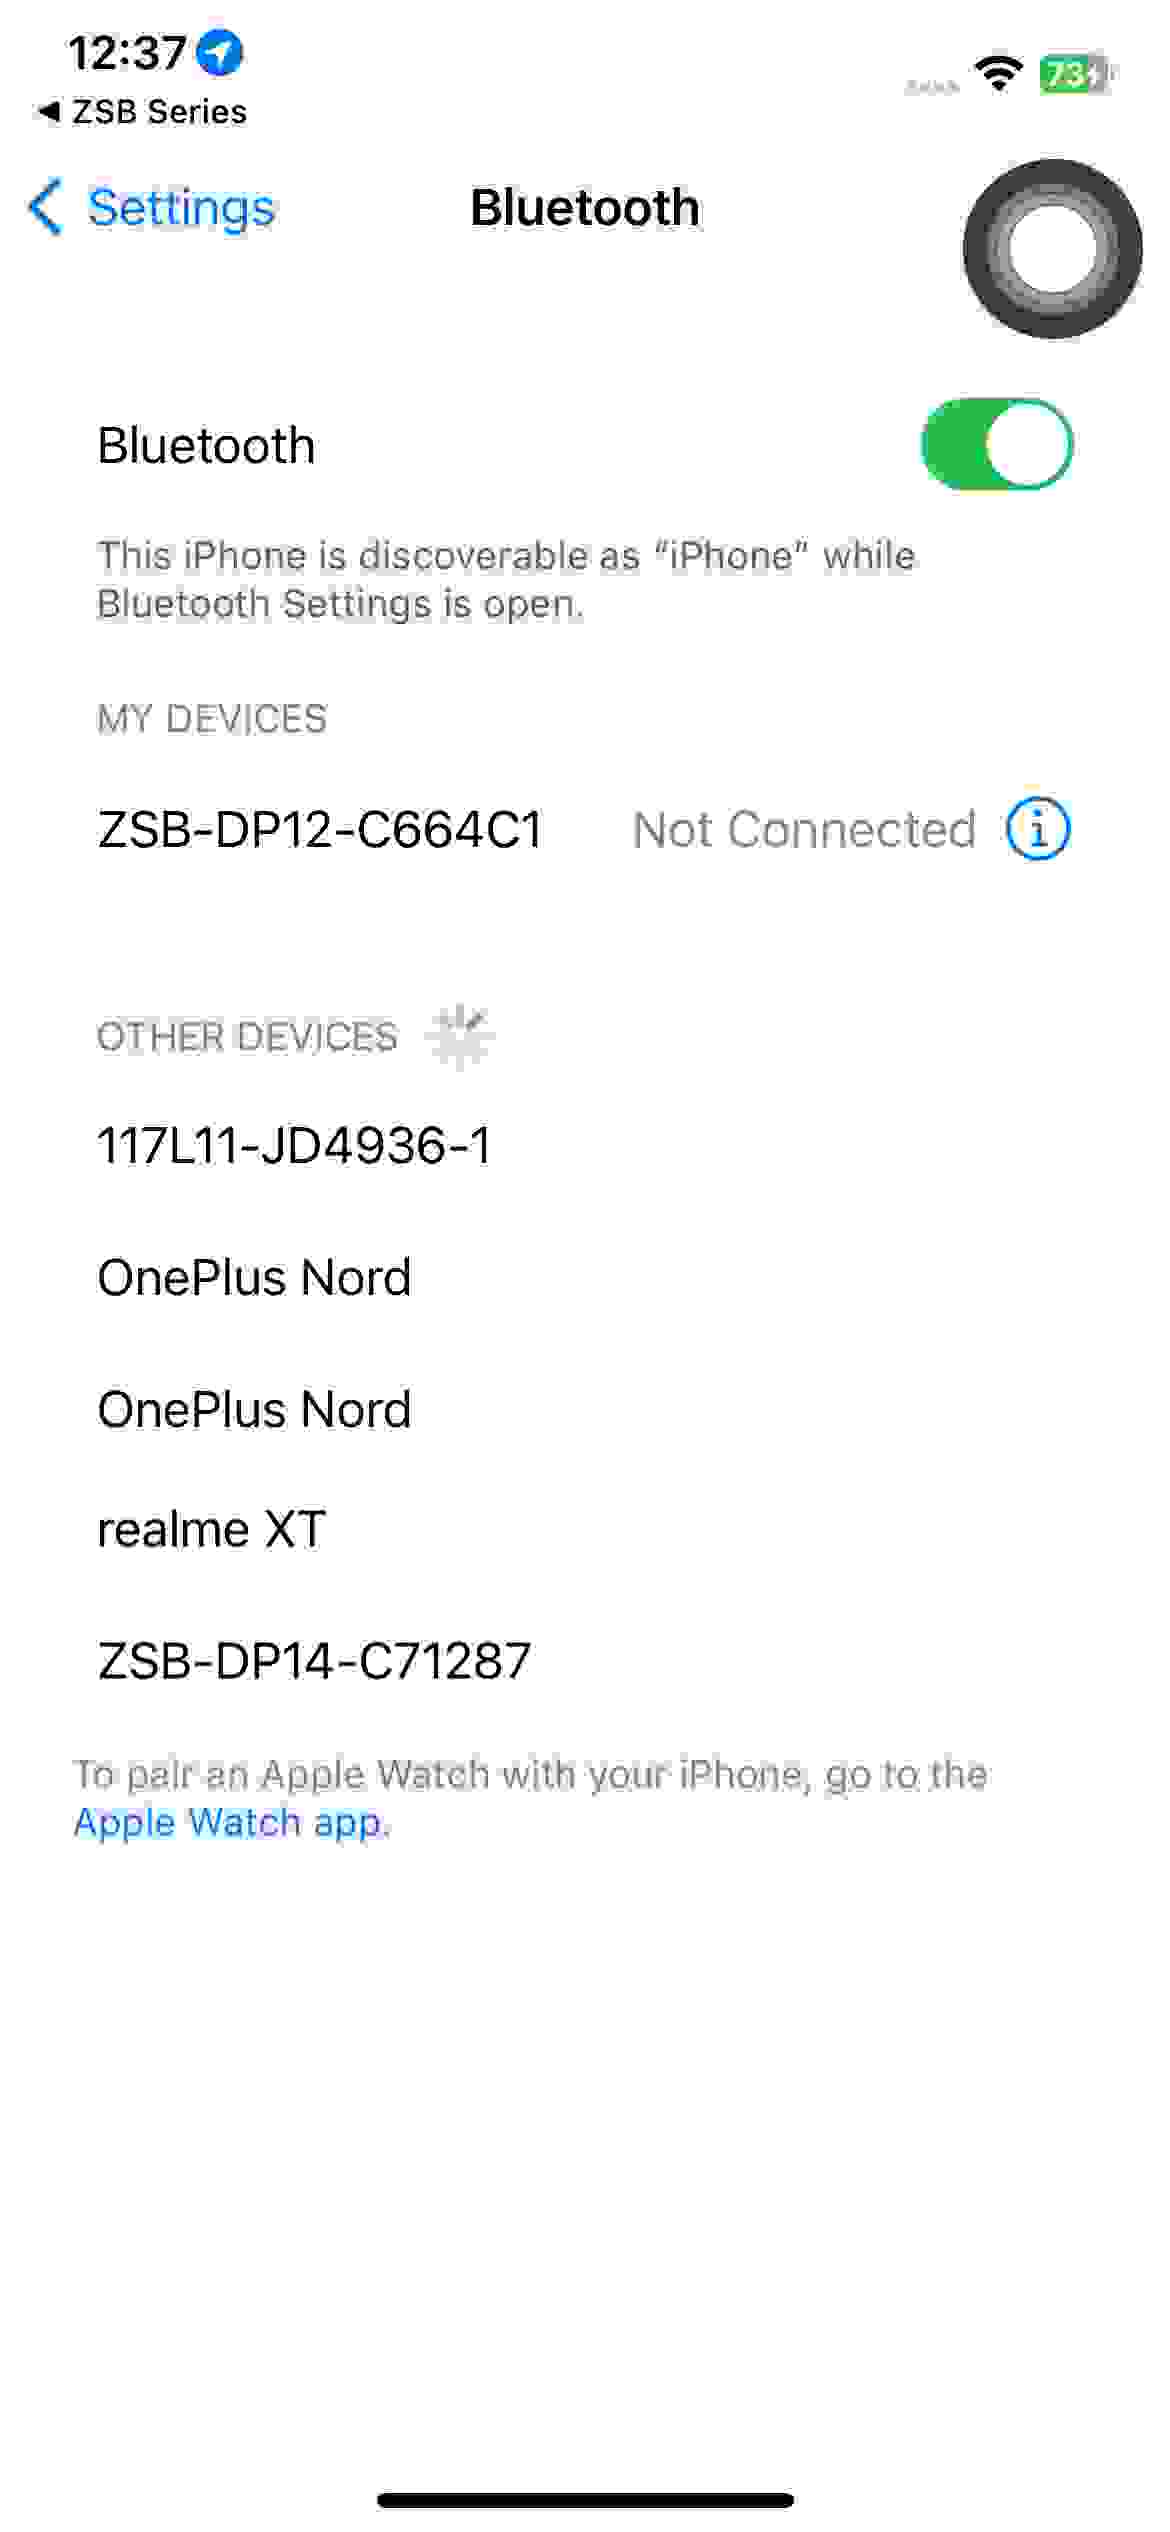 12:37
◀ ZSB Series
73
Settings
Bluetooth
Bluetooth
This iPhone is discoverable as “iPhone” while
Bluetooth Settings is open.
MY DEVICES
ZSB-DP12-C664C1 Not Connected
OTHER DEVICES
117L11-JD4936-1
OnePlus Nord
OnePlus Nord
realme XT
ZSB-DP14-C71287
To pair an Apple Watch with your iPhone, go to the
Apple Watch app.